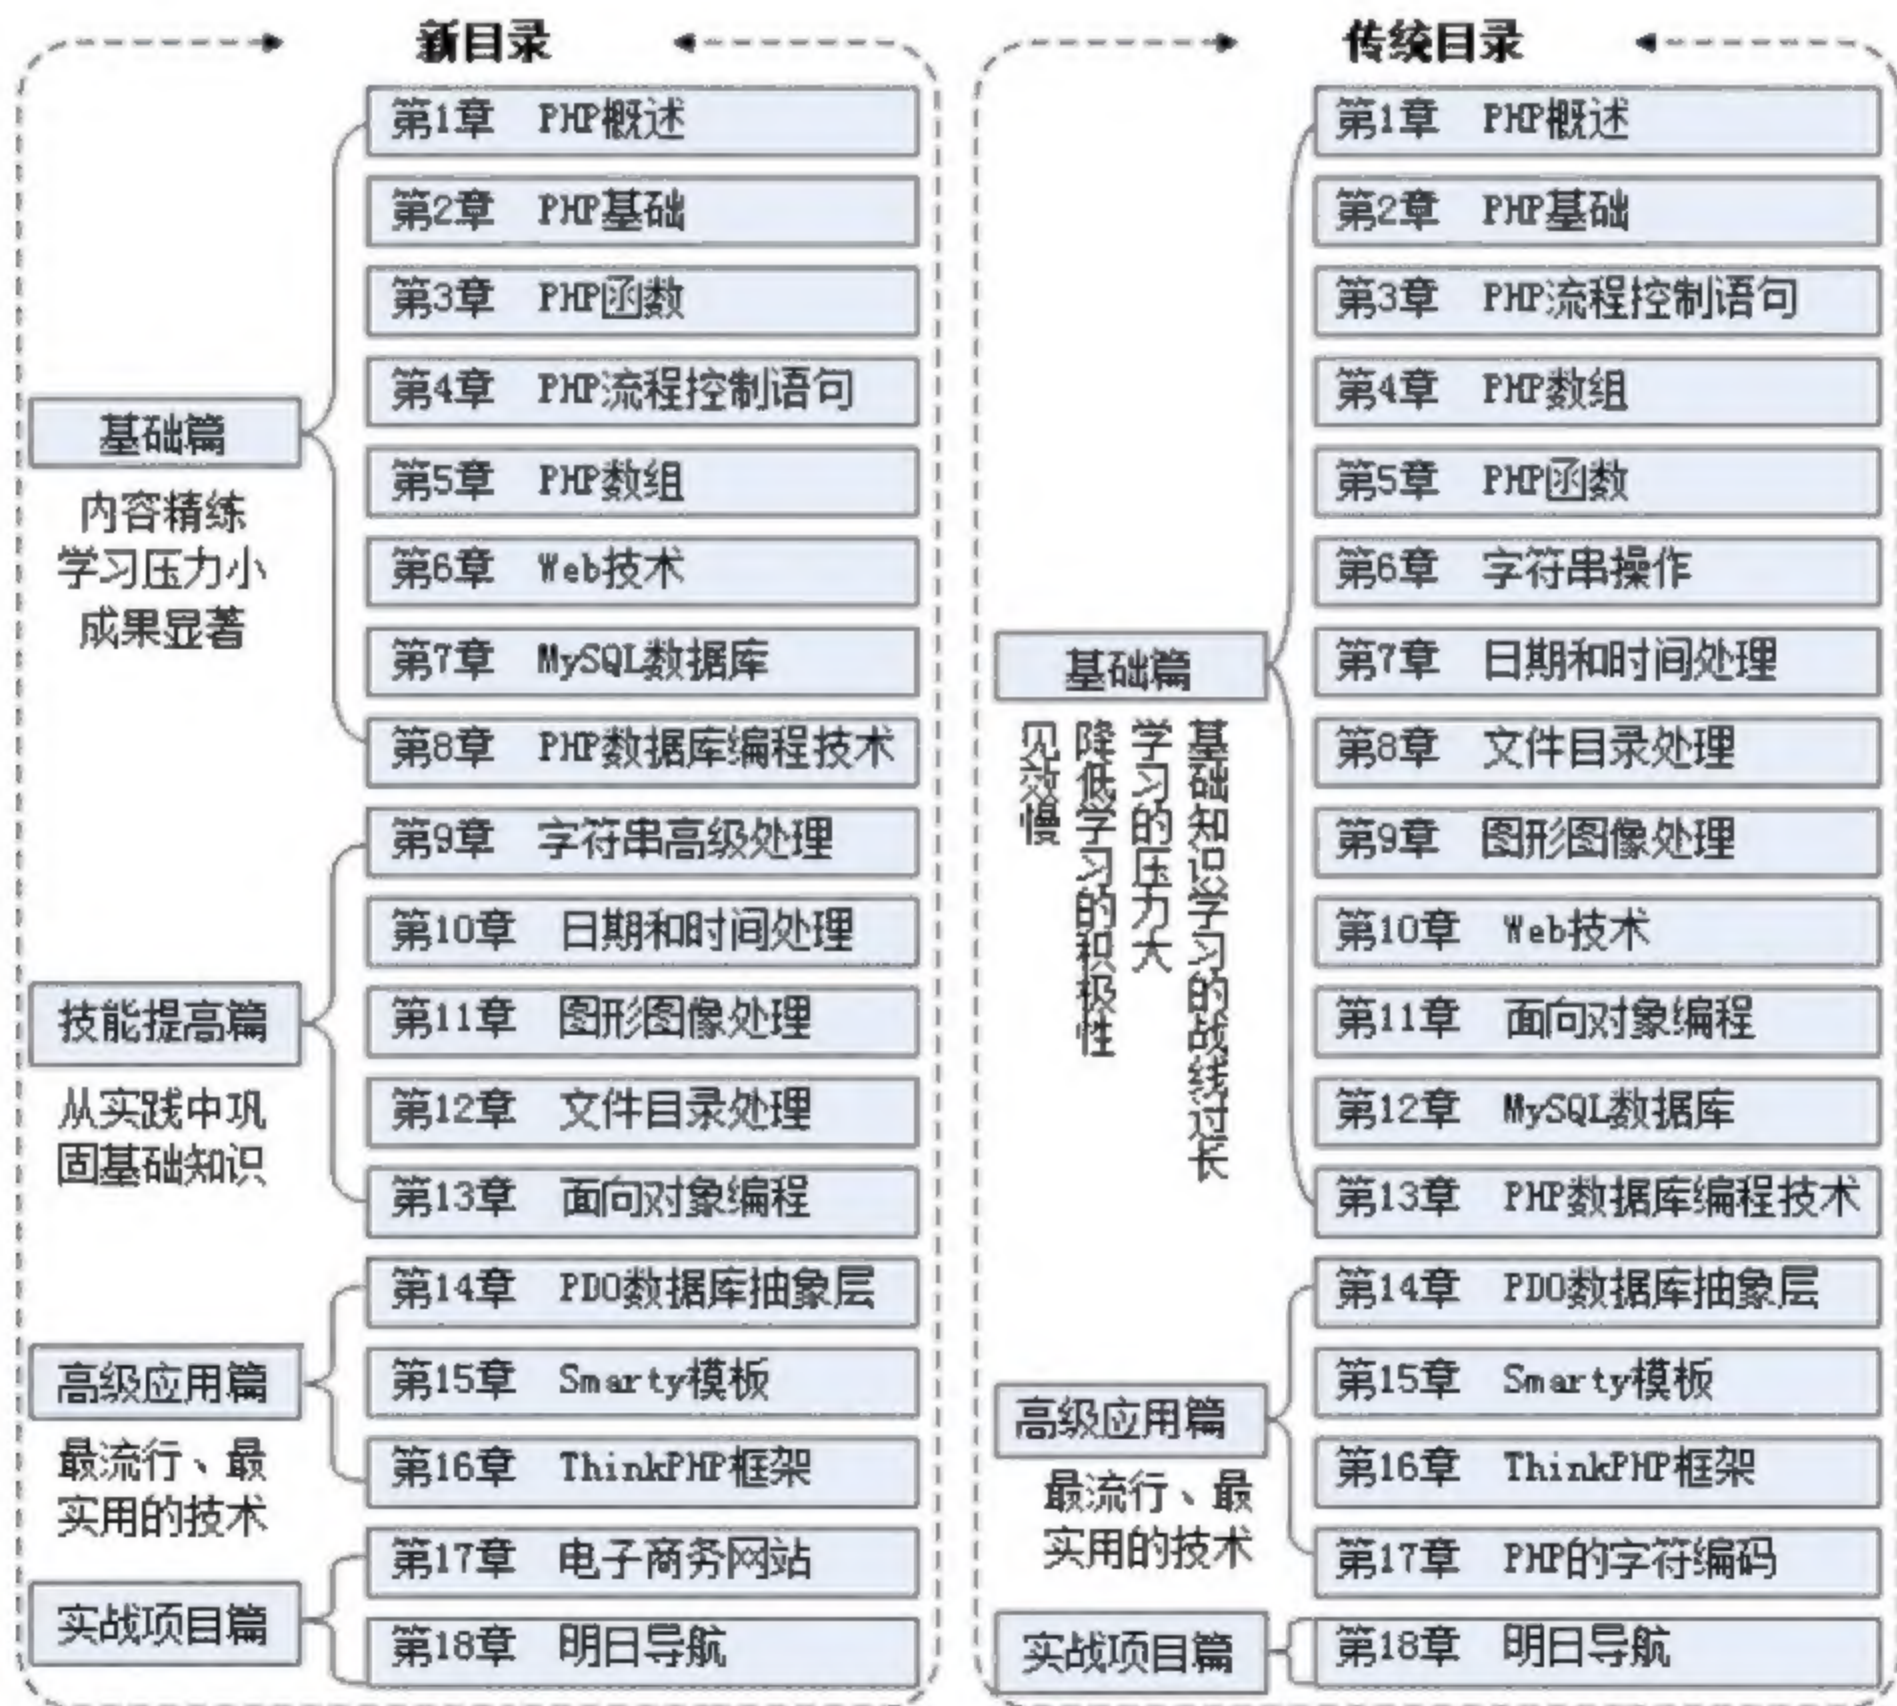 新目录
第1章 PHP概述
第2章 PHP基础
第3章 PHP函数
第4章 PHP流程控制语句
第5章 PHP数组
第6章 Web技术
第7章 MySQL数据库
第8章 PHP数据库编程技术
第9章 字符串高级处理
第10章 日期和时间处理
第11章 图形图像处理
第12章 文件目录处理
第13章 面向对象编程
第14章 PDO数据库抽象层
第15章 Smarty模板
第16章 ThinkPHP框架
第17章 电子商务网站
第18章 明日导航
基础篇
内容精练
学习压力小
成果显著
技能提高篇
从实践中巩
固基础知识
高级应用篇
最流行、最
实用的技术
实战项目篇
传统目录
第1章 PHP概述
第2章 PHP基础
第3章 PHP流程控制语句
第4章 PHP数组
第5章 PHP函数
第6章 字符串操作
第7章 日期和时间处理
第8章 文件目录处理
第9章 图形图像处理
第10章 Web技术
第11章 面向对象编程
第12章 MySQL数据库
第13章 PHP数据库编程技术
第14章 PDO数据库抽象层
第15章 Smarty模板
第16章 ThinkPHP框架
第17章 PHP的字符编码
第18章 明日导航
基础篇
基础知识学习的战线过长
学习的压力大
降低学习的积极性
见效慢
高级应用篇
最流行、最
实用的技术
实战项目篇